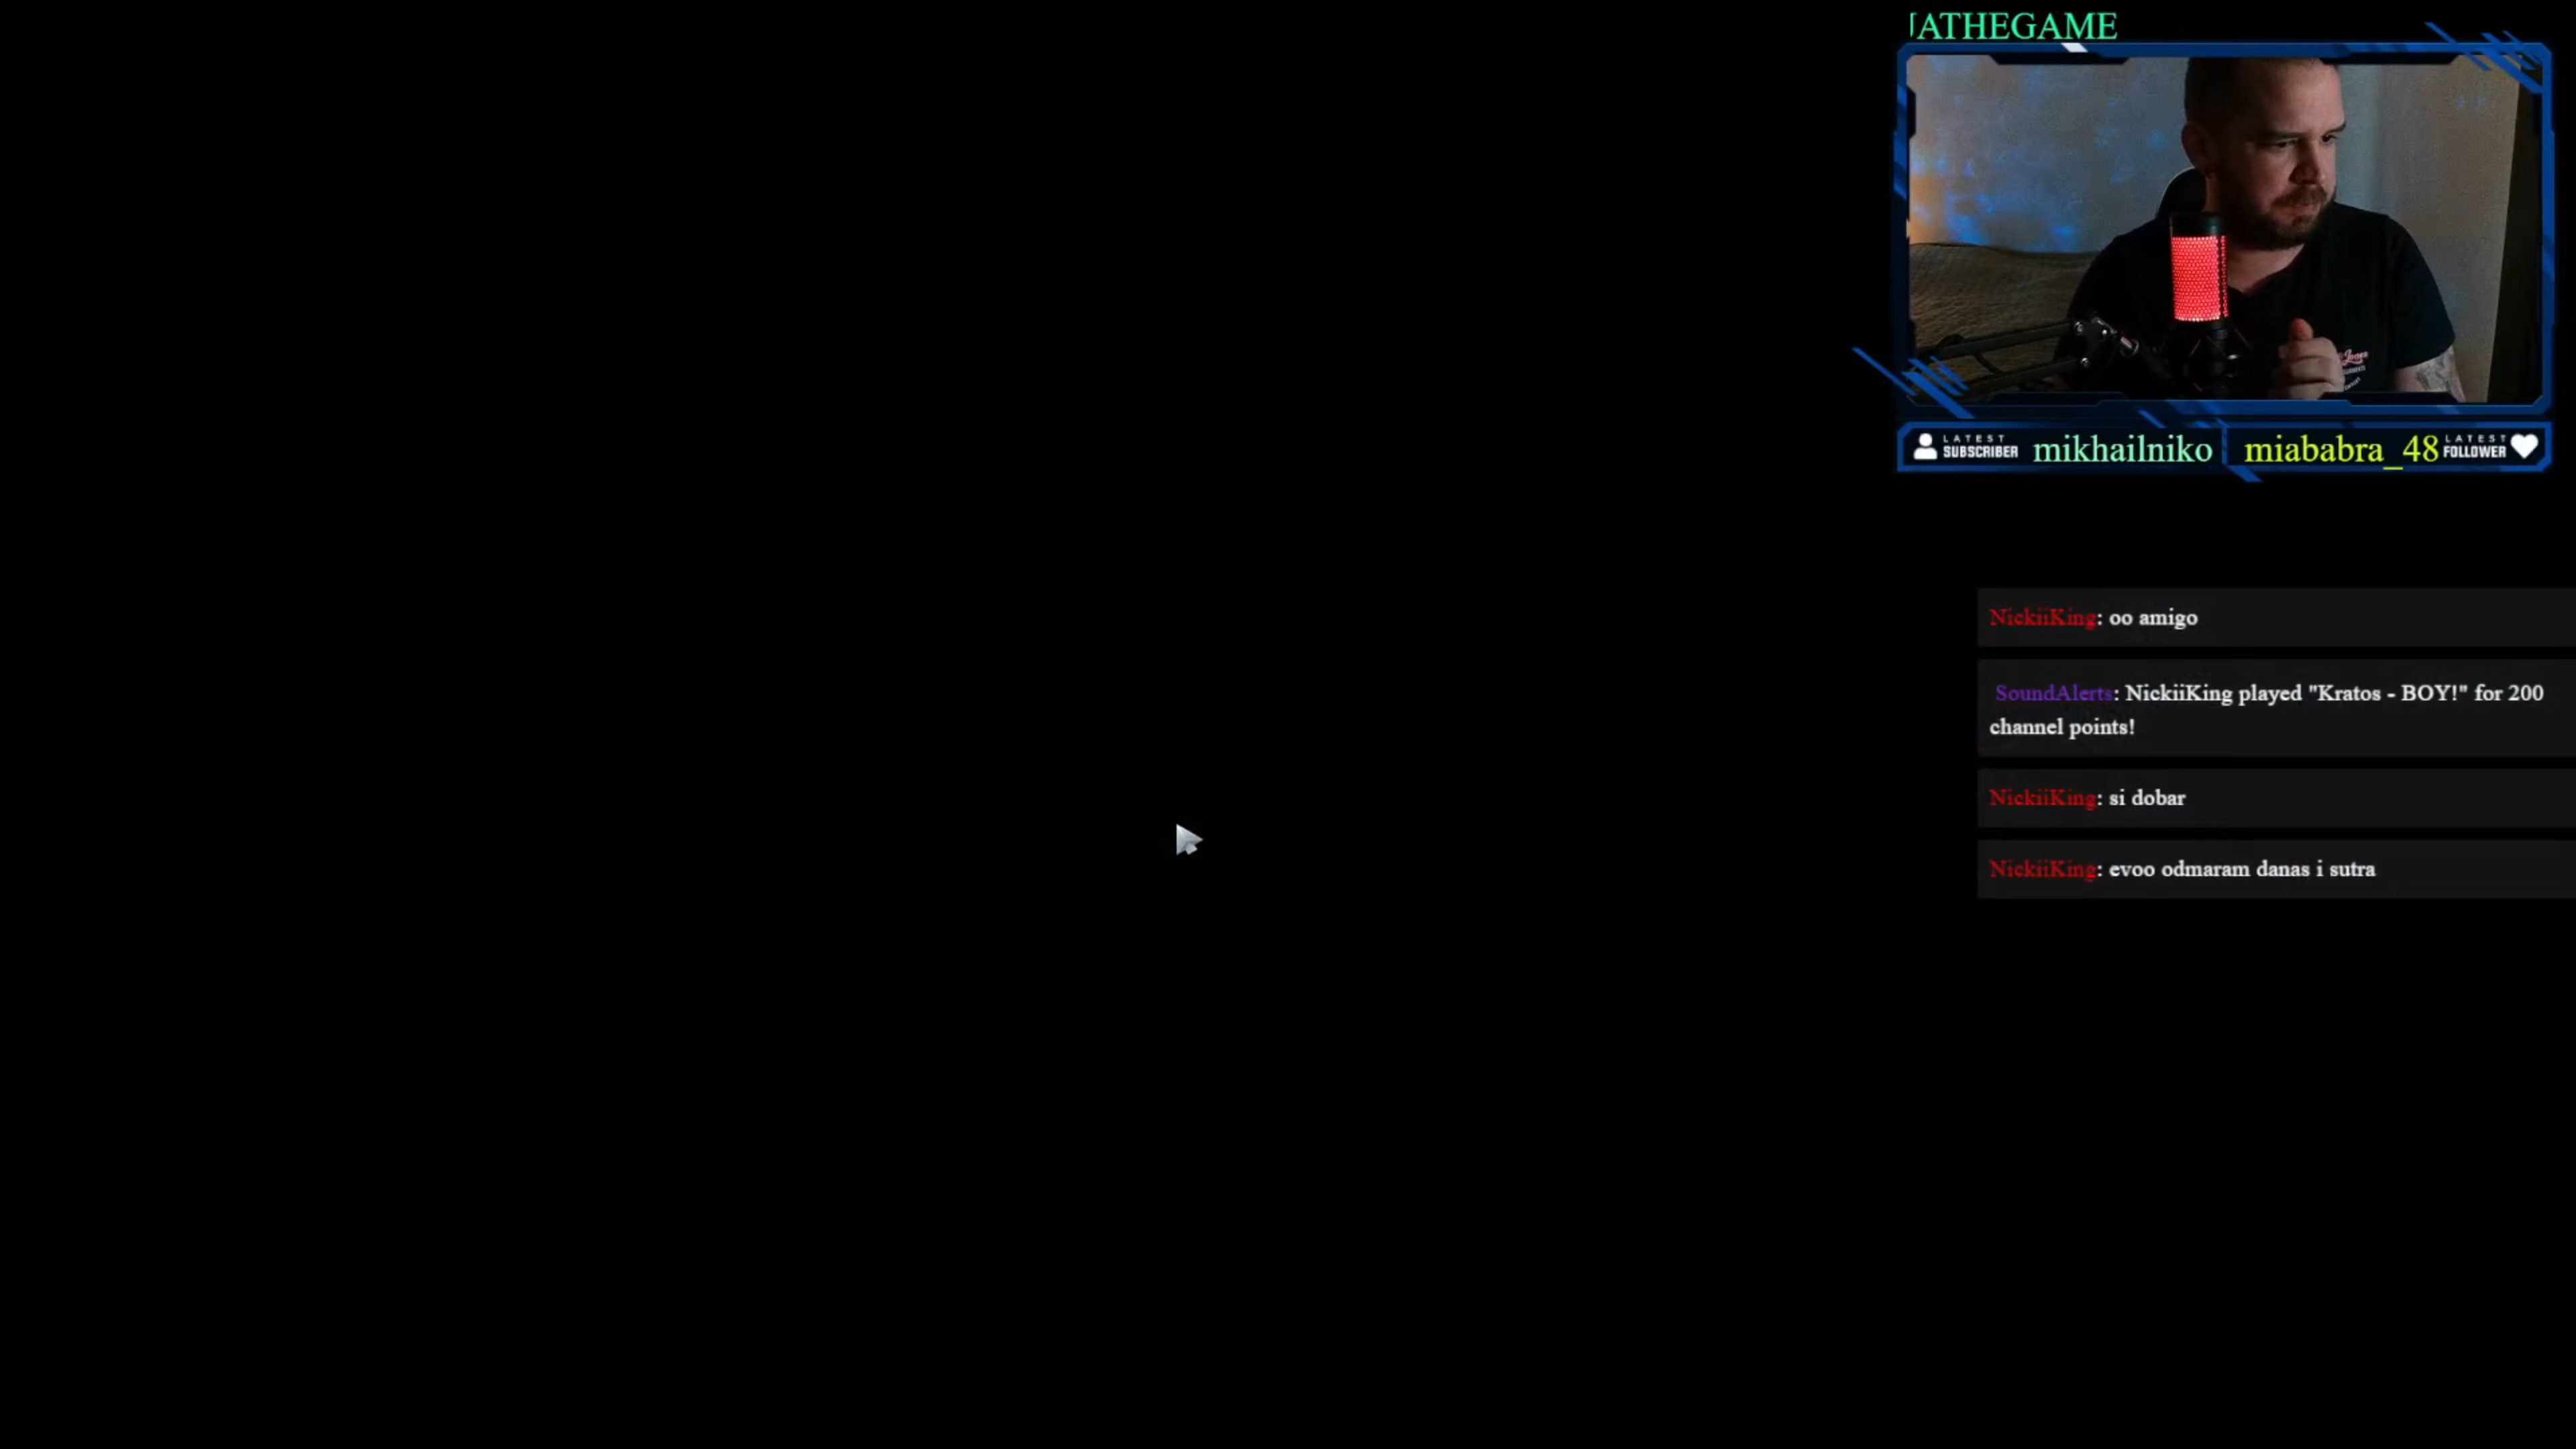 JATHEGAME
LATEST
SUBSCRIBER
mikhailniko
miababra_48
LATEST
FOLLOWER
NickiiKing: oo amigo
SoundAlerts: NickiiKing played "Kratos - BOY!" for 200
channel points!
NickiiKing: si dobar
NickiiKing: evoo odmaram danas i sutra